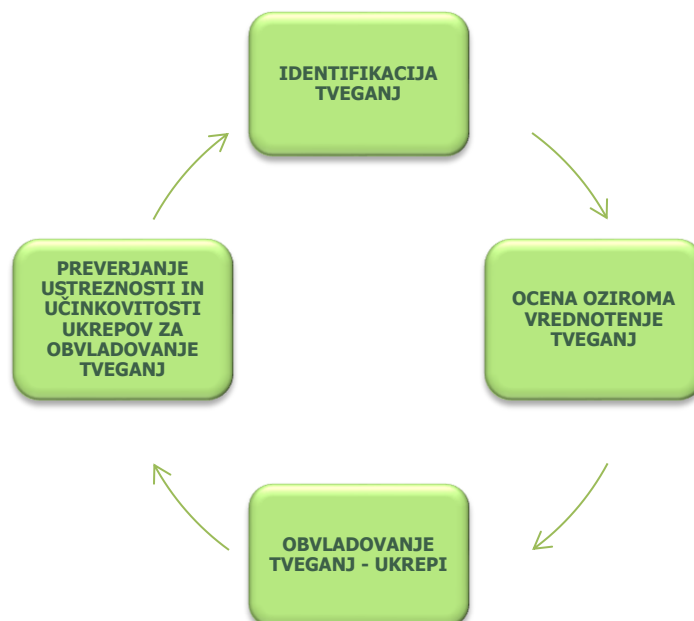 IDENTIFIKACIJA
TVEGANJ
OCENA OZIROMA
VREDNOTENJE
TVEGANJ
OBVLADOVANJE
TVEGANJ - UKREPI
PREVERJANJE
USTREZNOSTI IN
UČINKOVITOSTI
UKREPOV ZA
OBVLADOVANJE
TVEGANJ